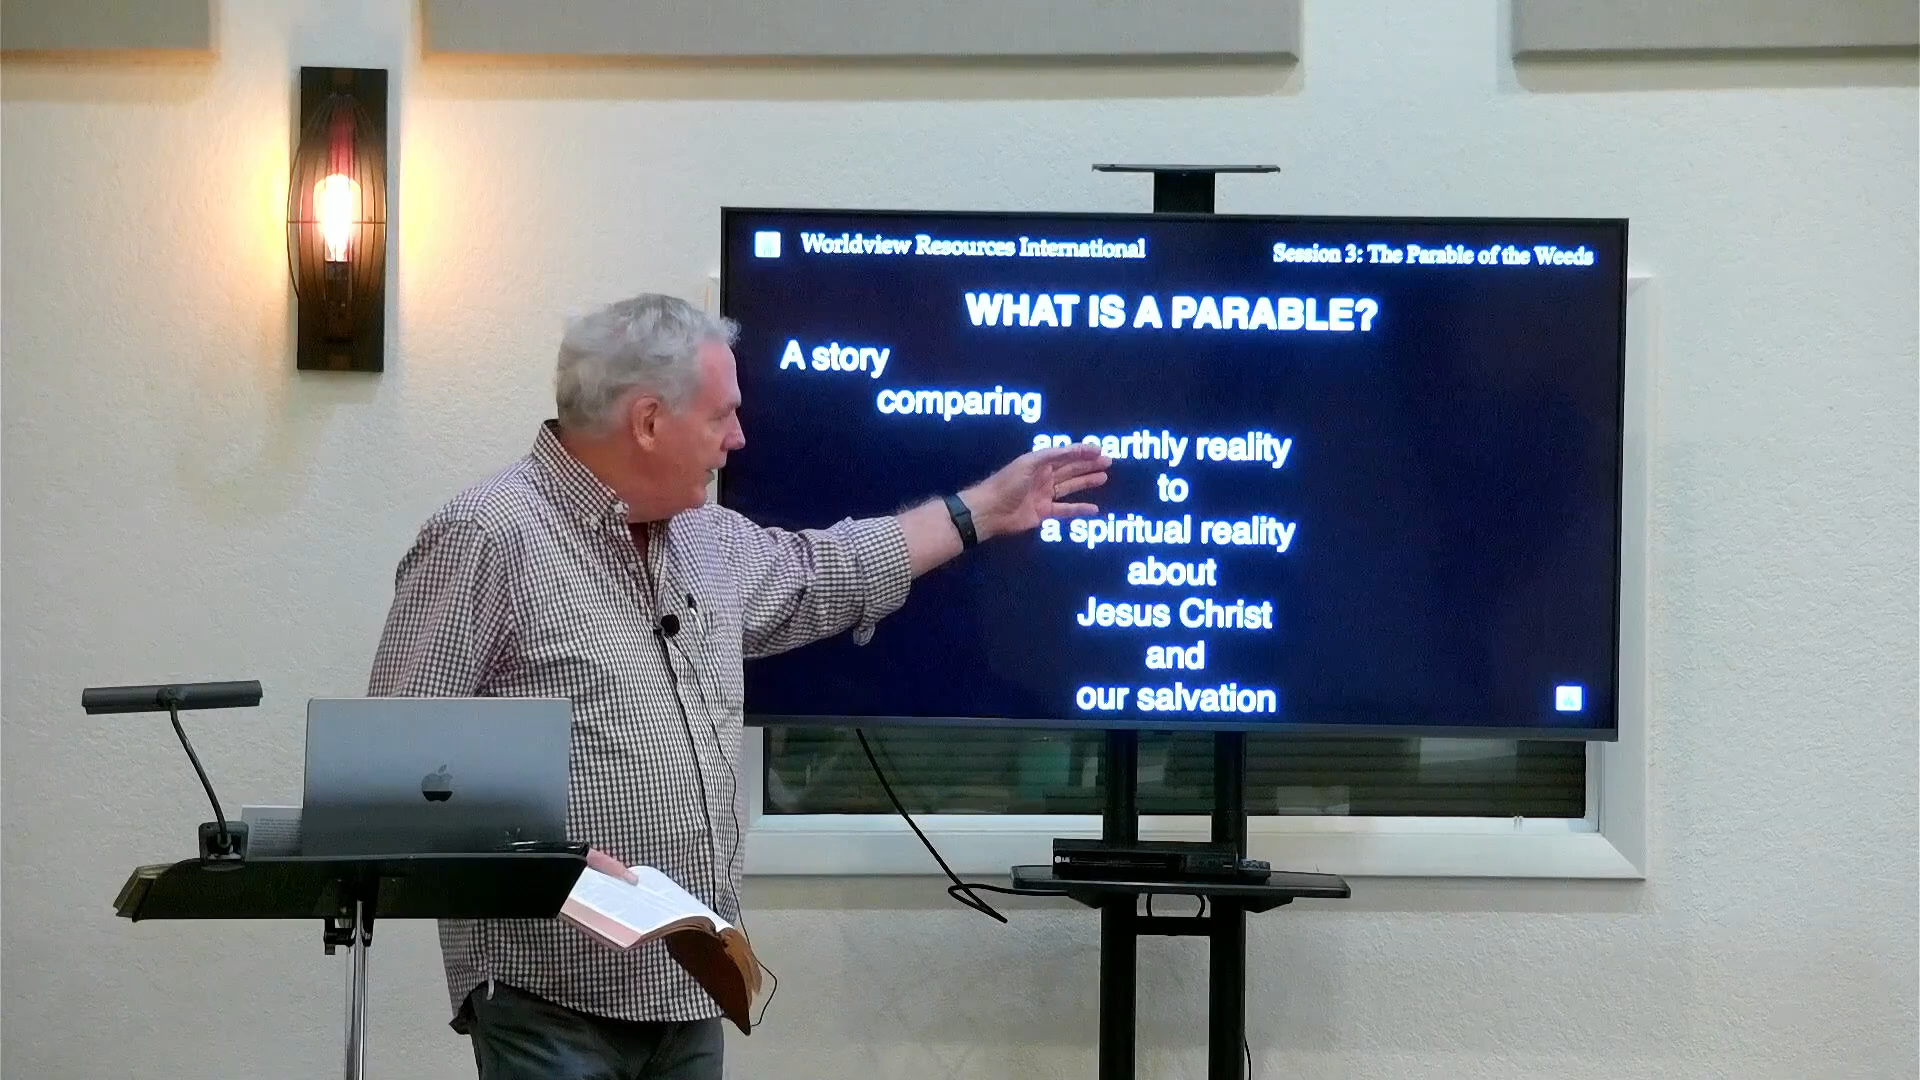 Worldview Resources International
Session 3: The Parable of the Weeds
WHAT IS A PARABLE?
A story
comparing
an earthly reality
to
a spiritual reality
about
Jesus Christ
and
our salvation